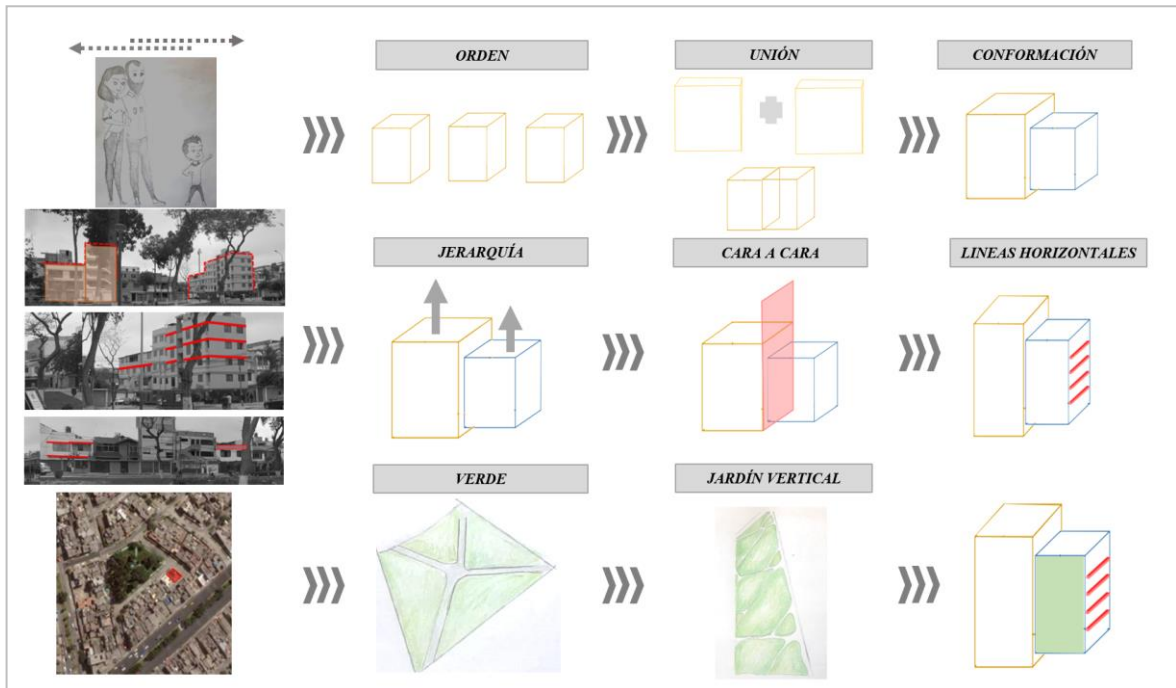 ORDEN
UNIÓN
CONFORMACIÓN
JERARQUÍA
CARA A CARA
LINEAS HORIZONTALES
VERDE
JARDÍN VERTICAL